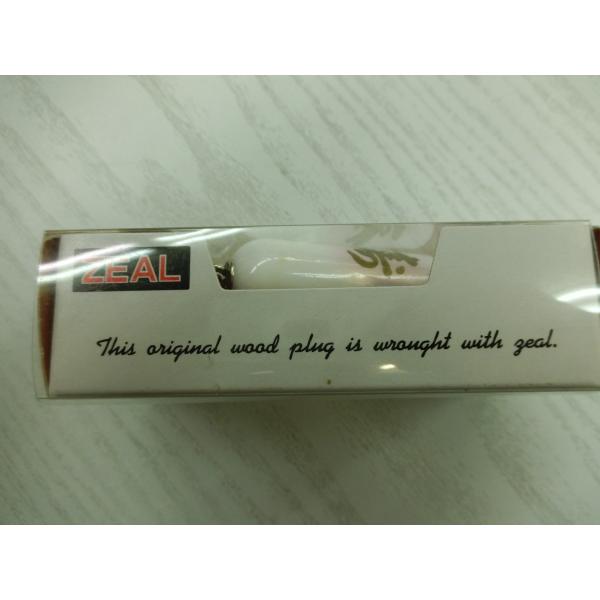 ZEAL
This original wood plug is wrought with zeal.